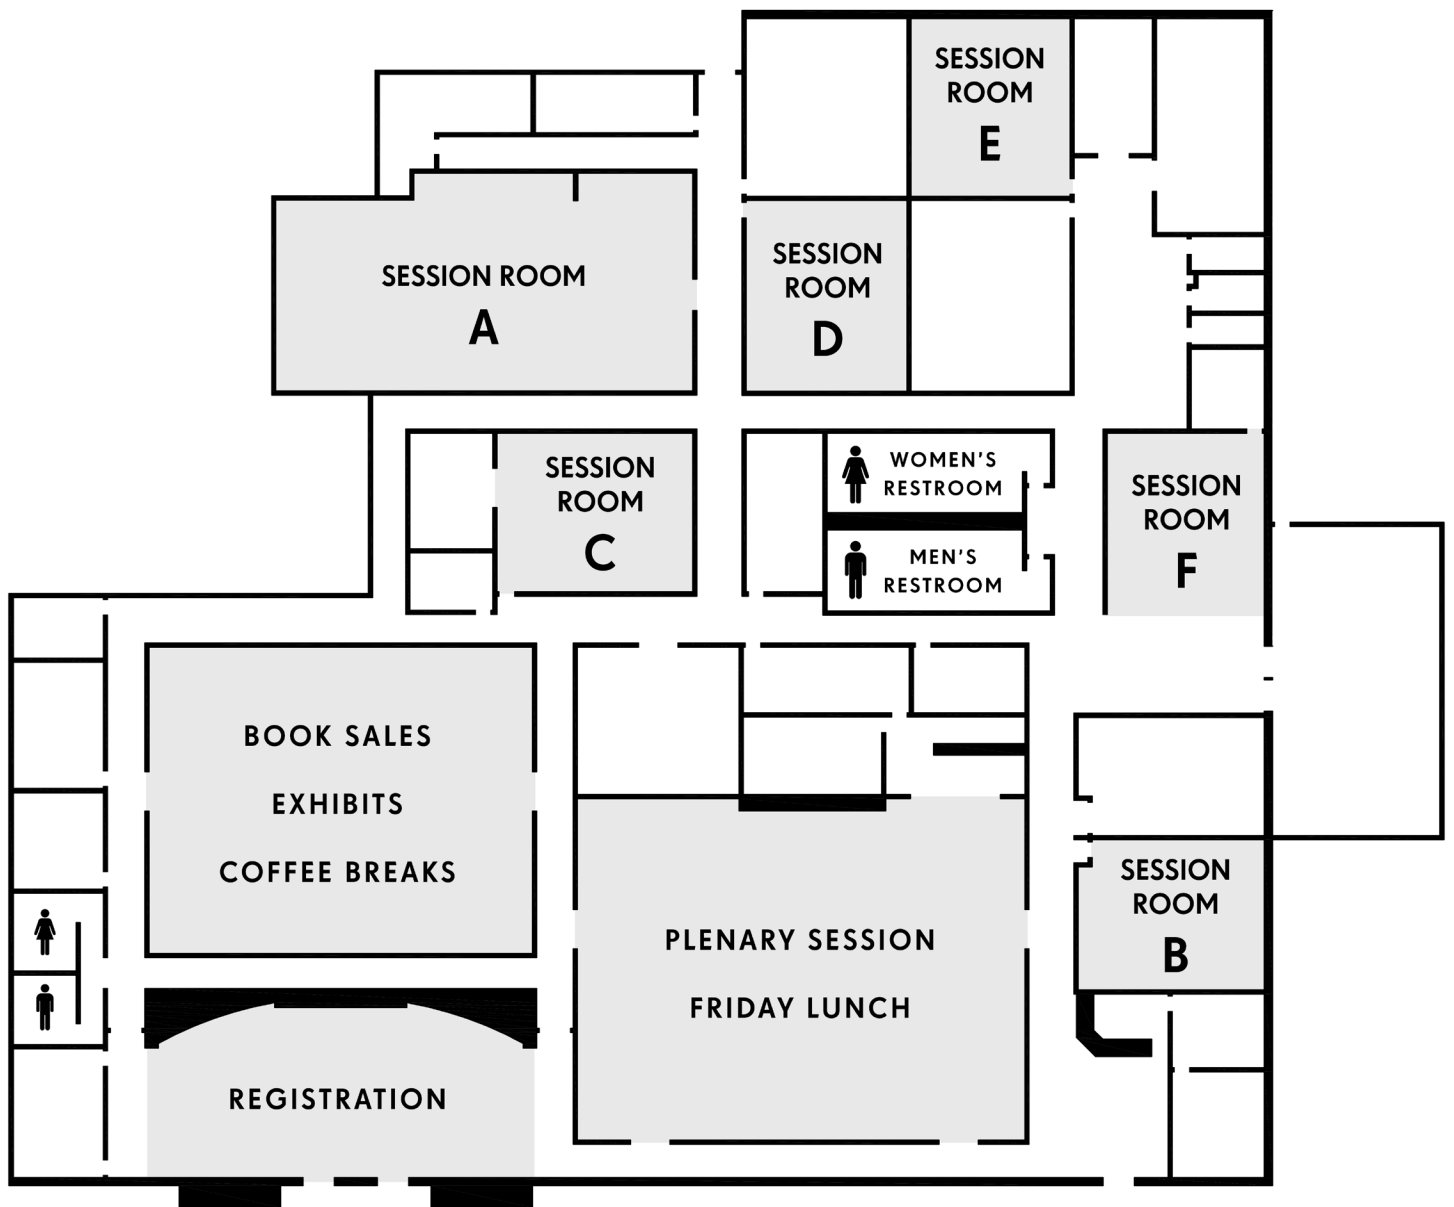 SESSION
ROOM
E
SESSION ROOM
A
SESSION
ROOM
D
SESSION
ROOM
C
WOMEN'S
RESTROOM
MEN'S
RESTROOM
SESSION
ROOM
F
BOOK SALES
EXHIBITS
COFFEE BREAKS
PLENARY SESSION
FRIDAY LUNCH
SESSION
ROOM
B
REGISTRATION